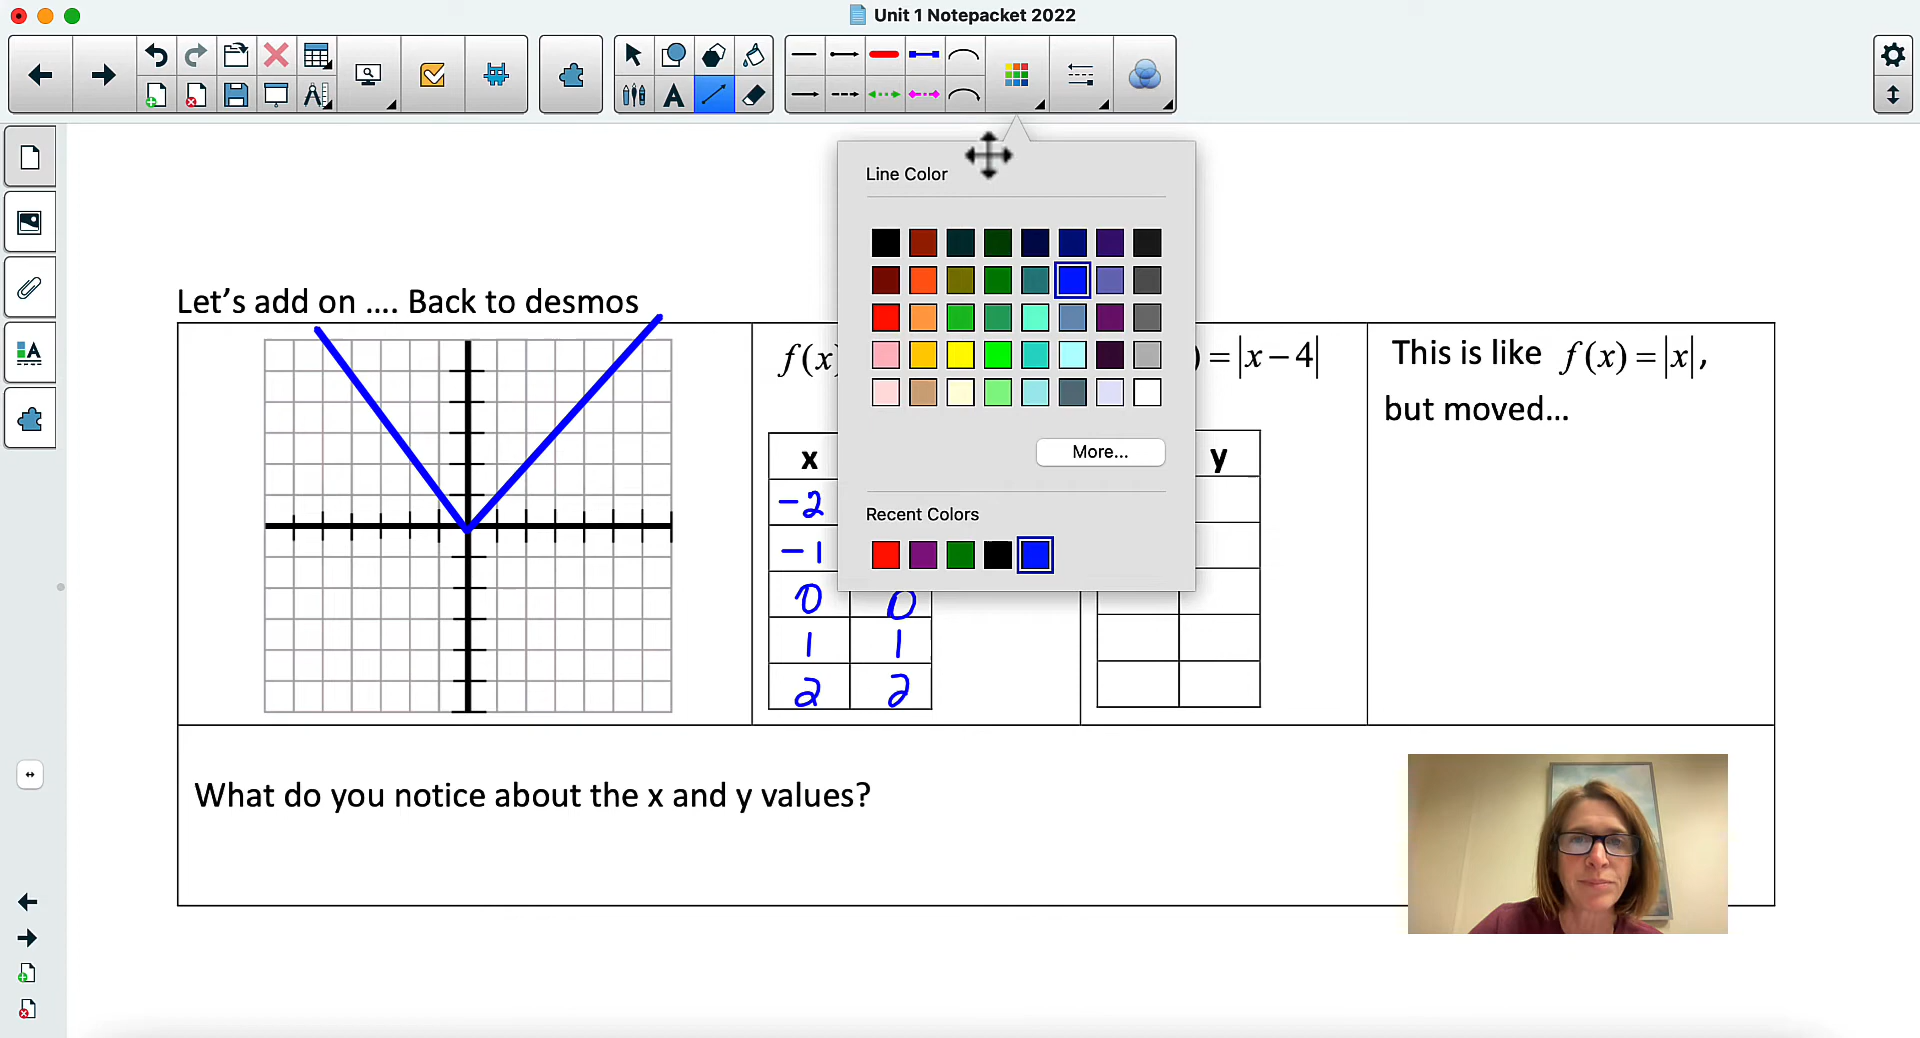 Unit 1 Notepacket 2022
Line Color
More...
Recent Colors
Let’s add on .... Back to desmos
f(x) = |x – 4|
This is like f(x) = |x|,
but moved...
x y
–2
–1
0 0
1 1
2 2
What do you notice about the x and y values?